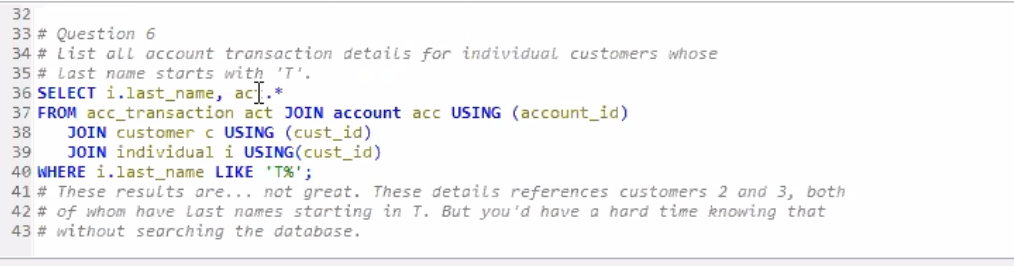 32
33 # Question 6
34 # List all account transaction details for individual customers whose
35 # last name starts with 'T'.
36 SELECT i.last_name, act.*
37 FROM acc_transaction act JOIN account acc USING (account_id)
38 JOIN customer c USING (cust_id)
39 JOIN individual i USING(cust_id)
40 WHERE i.last_name LIKE 'T%';
41 # These results are... not great. These details references customers 2 and 3, both
42 # of whom have last names starting in T. But you'd have a hard time knowing that
43 # without searching the database.